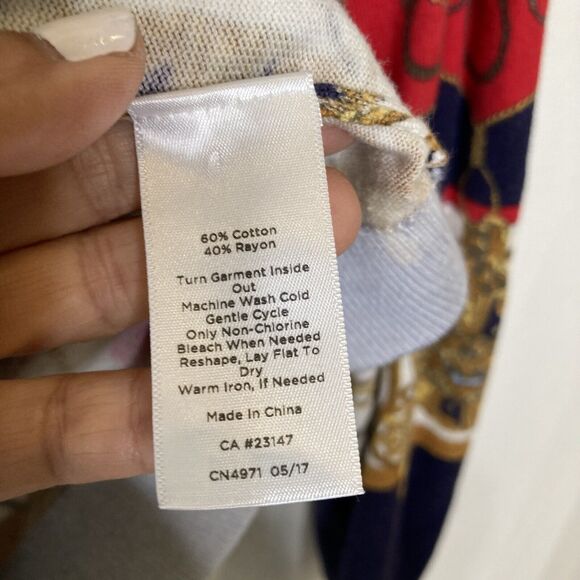 60% Cotton
40% Rayon
Turn Garment Inside
Out
Machine Wash Cold
Gentle Cycle
Only Non-Chlorine
Bleach When Needed
Reshape, Lay Flat To
Dry
Warm Iron, If Needed
Made In China
CA #23147
CN4971 05/17